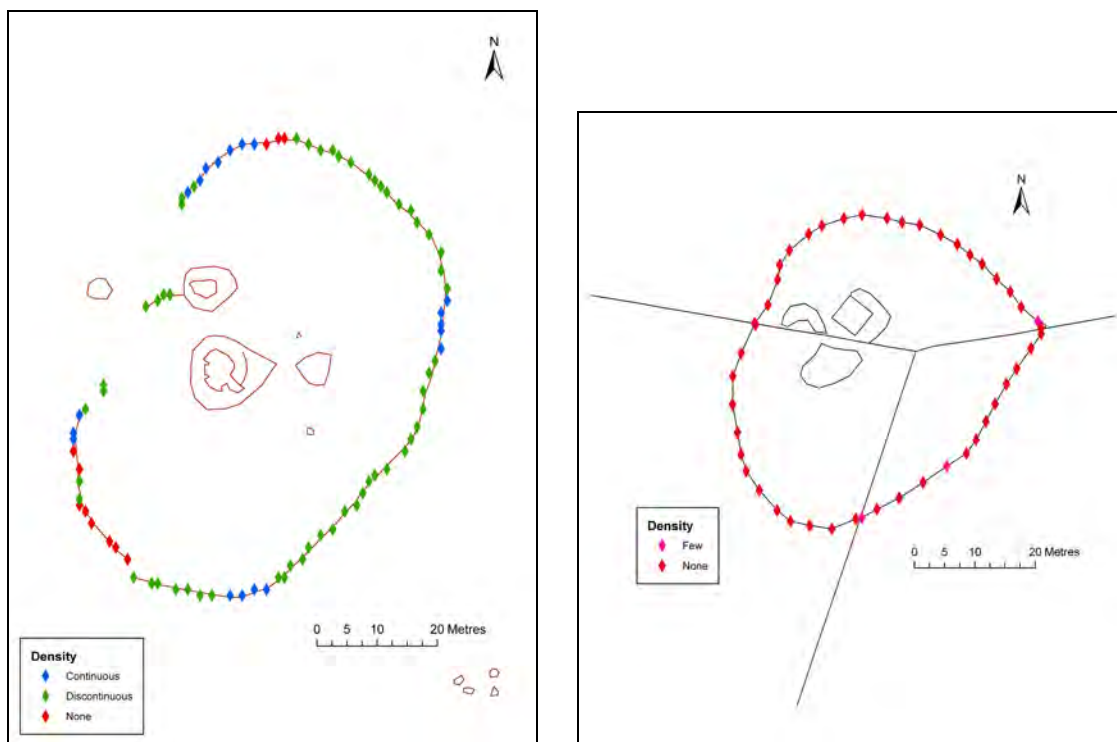 N
0 5 10 20 Metres
Density
Continuous
Discontinuous
None
N
Density
Few
None
0 5 10 20 Metres